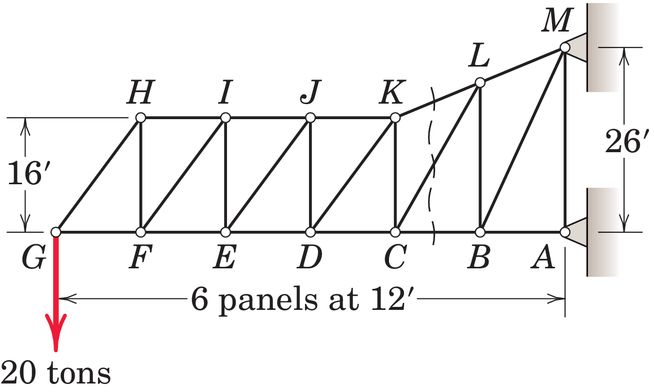 M
L
H I J K
16′
26′
G F E D C B A
6 panels at 12′
20 tons